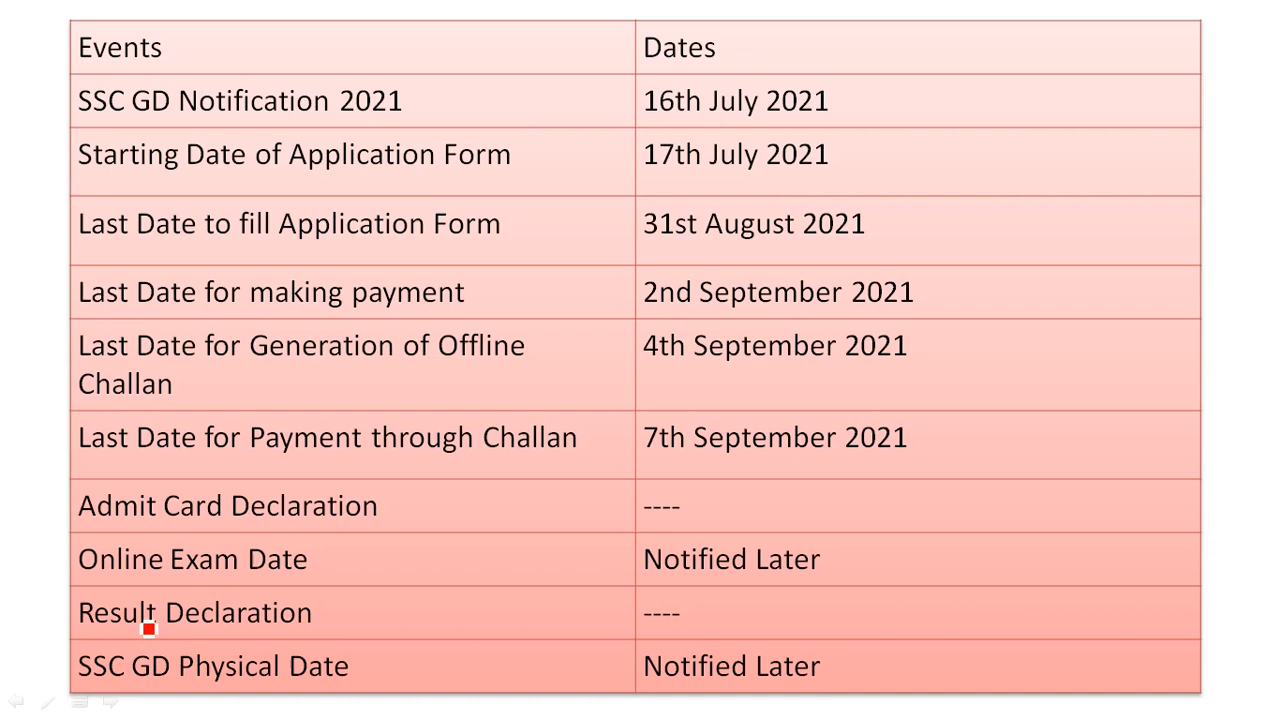 Events
Dates
SSC GD Notification 2021
16th July 2021
Starting Date of Application Form
17th July 2021
Last Date to fill Application Form
31st August 2021
Last Date for making payment
2nd September 2021
Last Date for Generation of Offline
Challan
4th September 2021
Last Date for Payment through Challan
7th September 2021
Admit Card Declaration
----
Online Exam Date
Notified Later
Result Declaration
----
SSC GD Physical Date
Notified Later